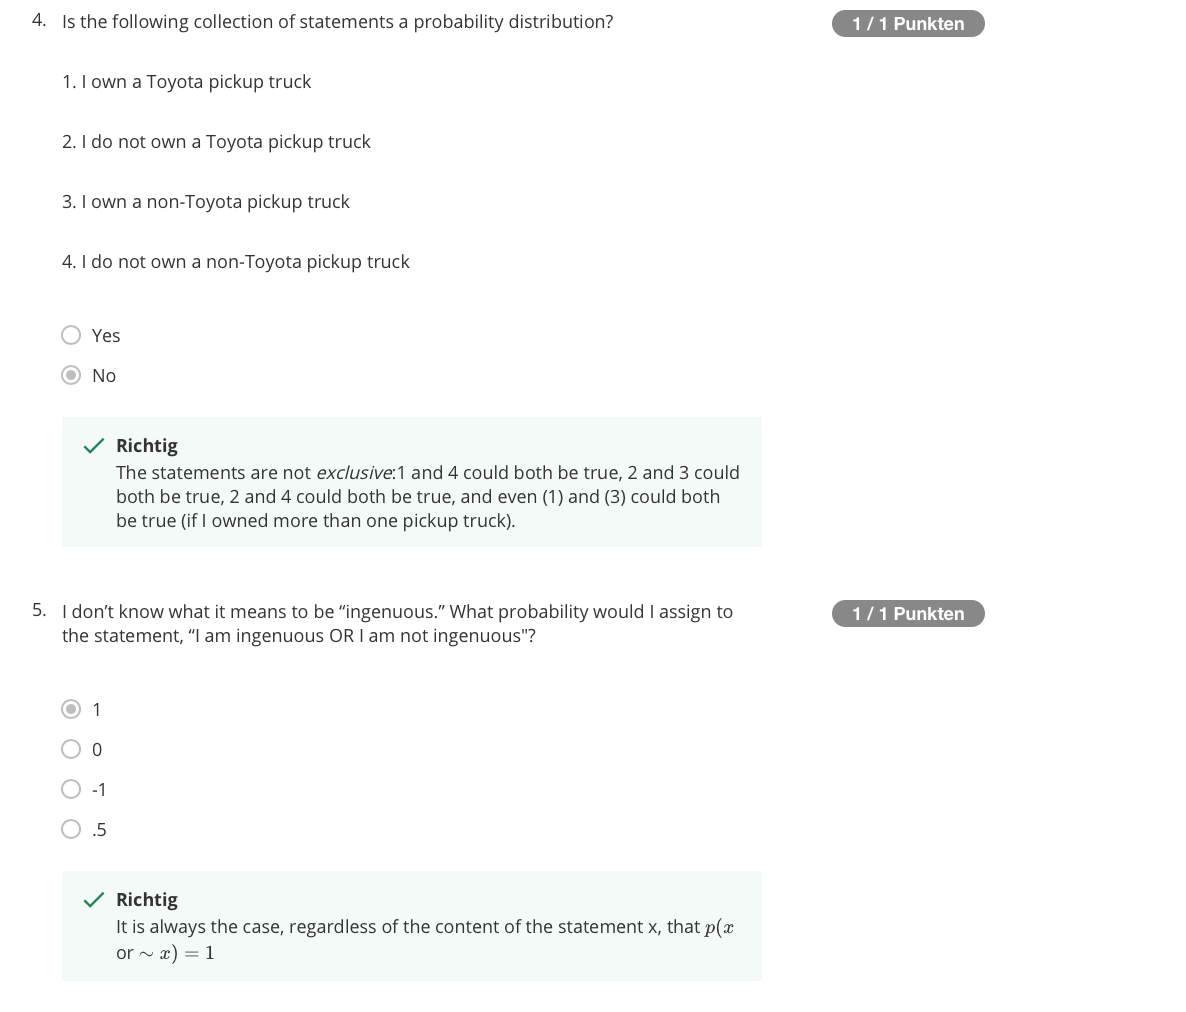 4. Is the following collection of statements a probability distribution?
1 / 1 Punkten
1. I own a Toyota pickup truck
2. I do not own a Toyota pickup truck
3. I own a non-Toyota pickup truck
4. I do not own a non-Toyota pickup truck
Yes
No
Richtig
The statements are not exclusive:1 and 4 could both be true, 2 and 3 could
both be true, 2 and 4 could both be true, and even (1) and (3) could both
be true (if I owned more than one pickup truck).
5. I don’t know what it means to be “ingenuous.” What probability would I assign to
the statement, “I am ingenuous OR I am not ingenuous"?
1 / 1 Punkten
1
0
-1
.5
Richtig
It is always the case, regardless of the content of the statement x, that p(x
or ∼ x) = 1